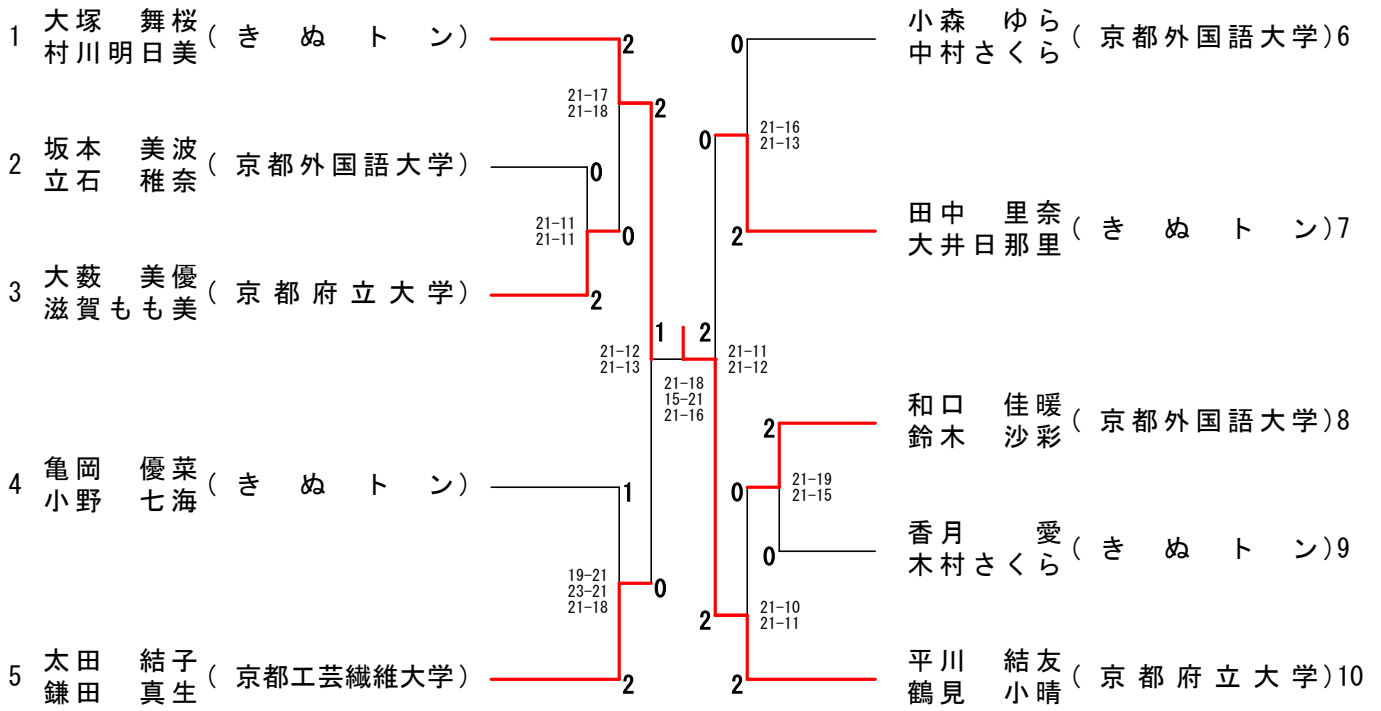 1 大塚 舞桜
村川明日美 (きぬトン)
2
21-17
21-18
2
2 坂本 美波
立石 稚奈 (京都外国語大学)
0
21-11
21-11
0
3 大薮 美優
滋賀もも美 (京都府立大学)
2
1
21-12
21-13
4 亀岡 優菜
小野 七海 (きぬトン)
1
19-21
23-21
21-18
0
5 太田 結子
鎌田 真生 (京都工芸繊維大学)
2
21-18
15-21
21-16
小森 ゆら
中村さくら (京都外国語大学) 6
0
21-16
21-13
0
田中 里奈
大井日那里 (きぬトン) 7
2
2
21-11
21-12
和口 佳暖
鈴木 沙彩 (京都外国語大学) 8
2
21-19
21-15
0
香月 愛
木村さくら (きぬトン) 9
0
21-10
21-11
2
平川 結友
鶴見 小晴 (京都府立大学) 10
2